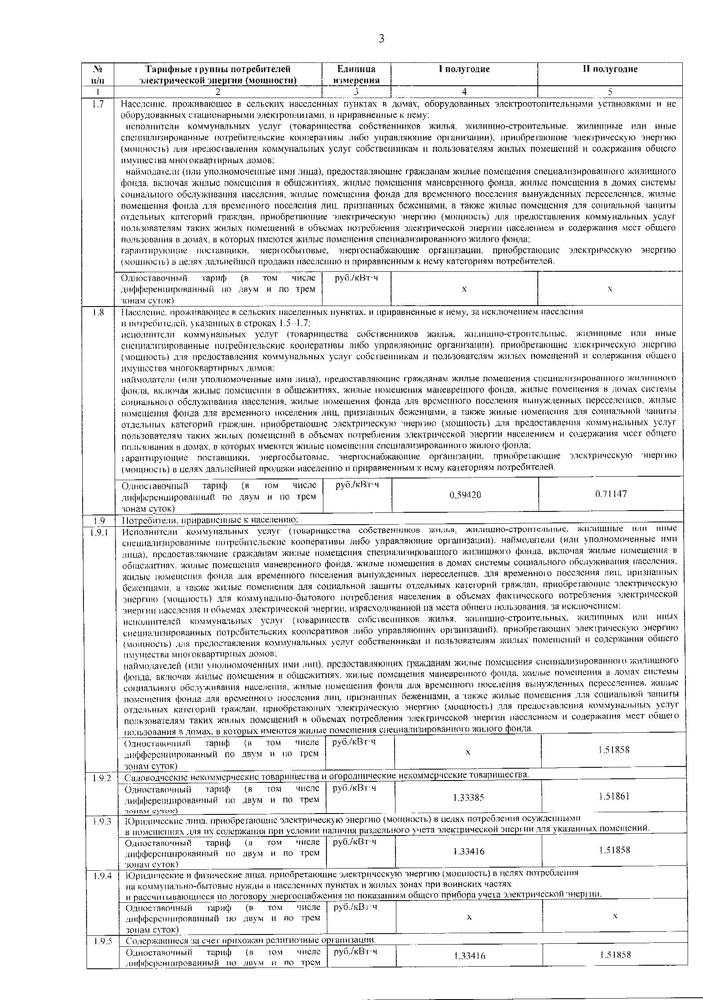 3
№ п/п
Тарифные группы потребителей электрической энергии (мощности)
Единица измерения
I полугодие
II полугодие
1
2
3
4
5
1.7
Население, проживающее в сельских населенных пунктах в домах, оборудованных электроотопительными установками и не
оборудованных стационарными электроплитами, и приравненные к нему:
исполнители коммунальных услуг (товарищества собственников жилья, жилищно-строительные, жилищные или иные
специализированные потребительские кооперативы либо управляющие организации), приобретающие электрическую энергию
(мощность) для предоставления коммунальных услуг собственникам и пользователям жилых помещений и содержания общего
имущества многоквартирных домов;
наймодатели (или уполномоченные ими лица), предоставляющие гражданам жилые помещения специализированного жилищного
фонда, включая жилые помещения в общежитиях, жилые помещения маневренного фонда, жилые помещения в домах системы
социального обслуживания населения, жилые помещения фонда для временного поселения вынужденных переселенцев, жилые
помещения фонда для временного поселения лиц, признанных беженцами, а также жилые помещения для социальной защиты
отдельных категорий граждан, приобретающие электрическую энергию (мощность) для предоставления коммунальных услуг
пользователям таких жилых помещений в объемах потребления электрической энергии населением и содержания мест общего
пользования в домах, в которых имеются жилые помещения специализированного жилого фонда;
гарантирующие поставщики, энергосбытовые, энергоснабжающие организации, приобретающие электрическую энергию
(мощность) в целях дальнейшей продажи населению и приравненным к нему категориям потребителей.
Одноставочный тариф (в том числе
дифференцированный по двум и по трем
зонам суток)
руб./кВт·ч
х
х
1.8
Население, проживающее в сельских населенных пунктах, и приравненные к нему, за исключением населения
и потребителей, указанных в строках 1.5–1.7:
исполнители коммунальных услуг (товарищества собственников жилья, жилищно-строительные, жилищные или иные
специализированные потребительские кооперативы либо управляющие организации), приобретающие электрическую энергию
(мощность) для предоставления коммунальных услуг собственникам и пользователям жилых помещений и содержания общего
имущества многоквартирных домов;
наймодатели (или уполномоченные ими лица), предоставляющие гражданам жилые помещения специализированного жилищного
фонда, включая жилые помещения в общежитиях, жилые помещения маневренного фонда, жилые помещения в домах системы
социального обслуживания населения, жилые помещения фонда для временного поселения вынужденных переселенцев, жилые
помещения фонда для временного поселения лиц, признанных беженцами, а также жилые помещения для социальной защиты
отдельных категорий граждан, приобретающие электрическую энергию (мощность) для предоставления коммунальных услуг
пользователям таких жилых помещений в объемах потребления электрической энергии населением и содержания мест общего
пользования в домах, в которых имеются жилые помещения специализированного жилого фонда;
гарантирующие поставщики, энергосбытовые, энергоснабжающие организации, приобретающие электрическую энергию
(мощность) в целях дальнейшей продажи населению и приравненным к нему категориям потребителей.
Одноставочный тариф (в том числе
дифференцированный по двум и по трем
зонам суток)
руб./кВт·ч
0,59420
0,71147
1.9
Потребители, приравненные к населению:
1.9.1
Исполнители коммунальных услуг (товарищества собственников жилья, жилищно-строительные, жилищные или иные
специализированные потребительские кооперативы либо управляющие организации), наймодатели (или уполномоченные ими
лица), предоставляющие гражданам жилые помещения специализированного жилищного фонда, включая жилые помещения в
общежитиях, жилые помещения маневренного фонда, жилые помещения в домах системы социального обслуживания населения,
жилые помещения фонда для временного поселения вынужденных переселенцев, для временного поселения лиц, признанных
беженцами, а также жилые помещения для социальной защиты отдельных категорий граждан, приобретающие электрическую
энергию (мощность) для коммунально-бытового потребления населения в объемах фактического потребления электрической
энергии населения и объемах электрической энергии, израсходованной на места общего пользования, за исключением:
исполнителей коммунальных услуг (товариществ собственников жилья, жилищно-строительных, жилищных или иных
специализированных потребительских кооперативов либо управляющих организаций), приобретающих электрическую энергию
(мощность) для предоставления коммунальных услуг собственникам и пользователям жилых помещений и содержания общего
имущества многоквартирных домов;
наймодателей (или уполномоченных ими лиц), предоставляющих гражданам жилые помещения специализированного жилищного
фонда, включая жилые помещения в общежитиях, жилые помещения маневренного фонда, жилые помещения в домах системы
социального обслуживания населения, жилые помещения фонда для временного поселения вынужденных переселенцев, жилые
помещения фонда для временного поселения лиц, признанных беженцами, а также жилые помещения для социальной защиты
отдельных категорий граждан, приобретающих электрическую энергию (мощность) для предоставления коммунальных услуг
пользователям таких жилых помещений в объемах потребления электрической энергии населением и содержания мест общего
пользования в домах, в которых имеются жилые помещения специализированного жилого фонда.
Одноставочный тариф (в том числе
дифференцированный по двум и по трем
зонам суток)
руб./кВт·ч
х
1,51858
1.9.2
Садоводческие некоммерческие товарищества и огороднические некоммерческие товарищества.
Одноставочный тариф (в том числе
дифференцированный по двум и по трем
зонам суток)
руб./кВт·ч
1,33385
1,51861
1.9.3
Юридические лица, приобретающие электрическую энергию (мощность) в целях потребления осужденными
в помещениях для их содержания при условии наличия раздельного учета электрической энергии для указанных помещений.
Одноставочный тариф (в том числе
дифференцированный по двум и по трем
зонам суток)
руб./кВт·ч
1,33416
1,51858
1.9.4
Юридические и физические лица, приобретающие электрическую энергию (мощность) в целях потребления
на коммунально-бытовые нужды в населенных пунктах и жилых зонах при воинских частях
и рассчитывающиеся по договору энергоснабжения по показаниям общего прибора учета электрической энергии.
Одноставочный тариф (в том числе
дифференцированный по двум и по трем
зонам суток)
руб./кВт·ч
х
х
1.9.5
Содержащиеся за счет прихожан религиозные организации.
Одноставочный тариф (в том числе
дифференцированный по двум и по трем
руб./кВт·ч
1,33416
1,51858